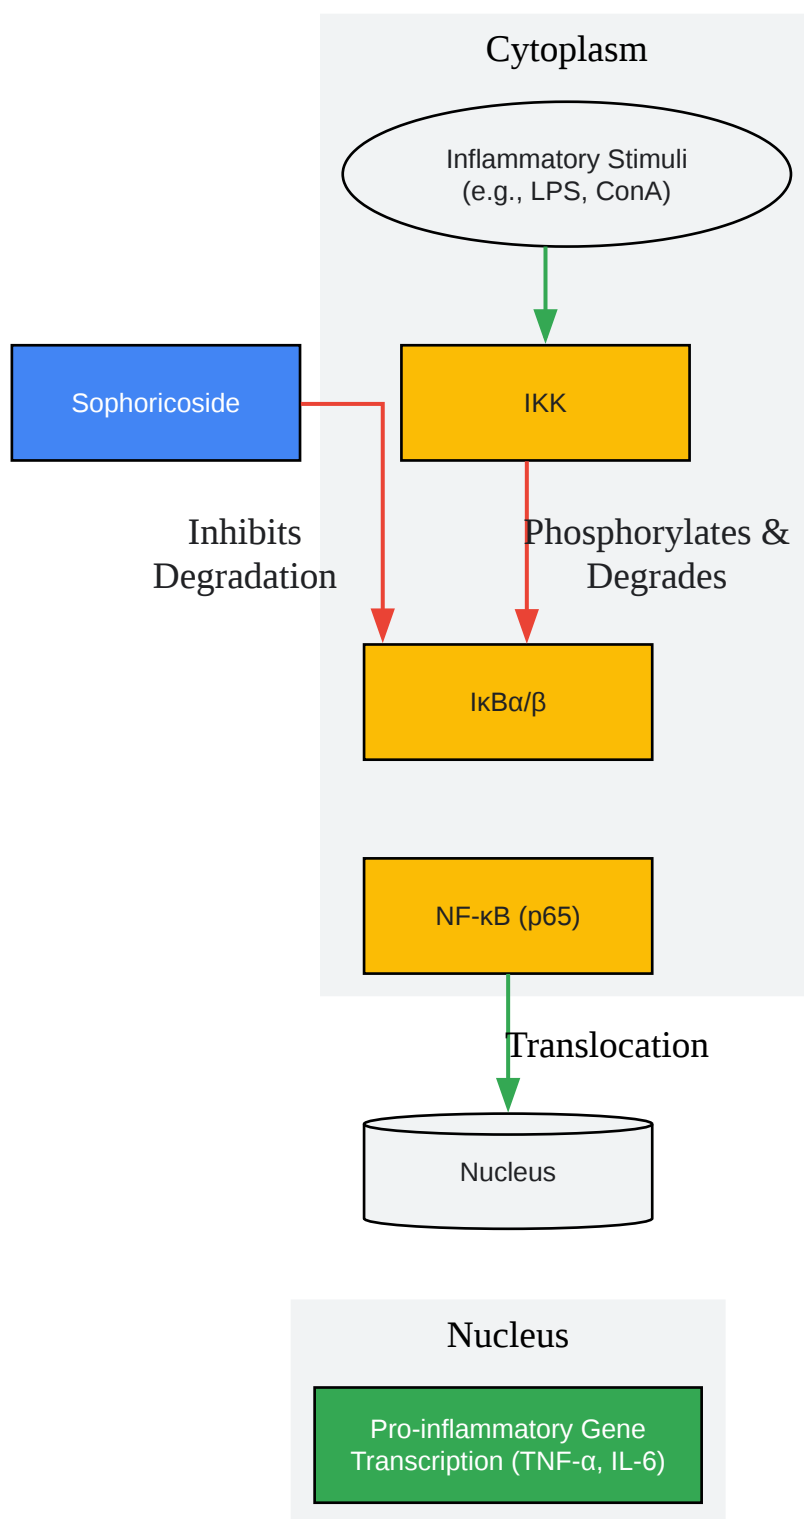 Cytoplasm
Inflammatory Stimuli
(e.g., LPS, ConA)
Sophoricoside
IKK
Inhibits
Degradation
Phosphorylates &
Degrades
IκBα/β
NF-κB (p65)
Translocation
Nucleus
Nucleus
Pro-inflammatory Gene
Transcription (TNF-α, IL-6)